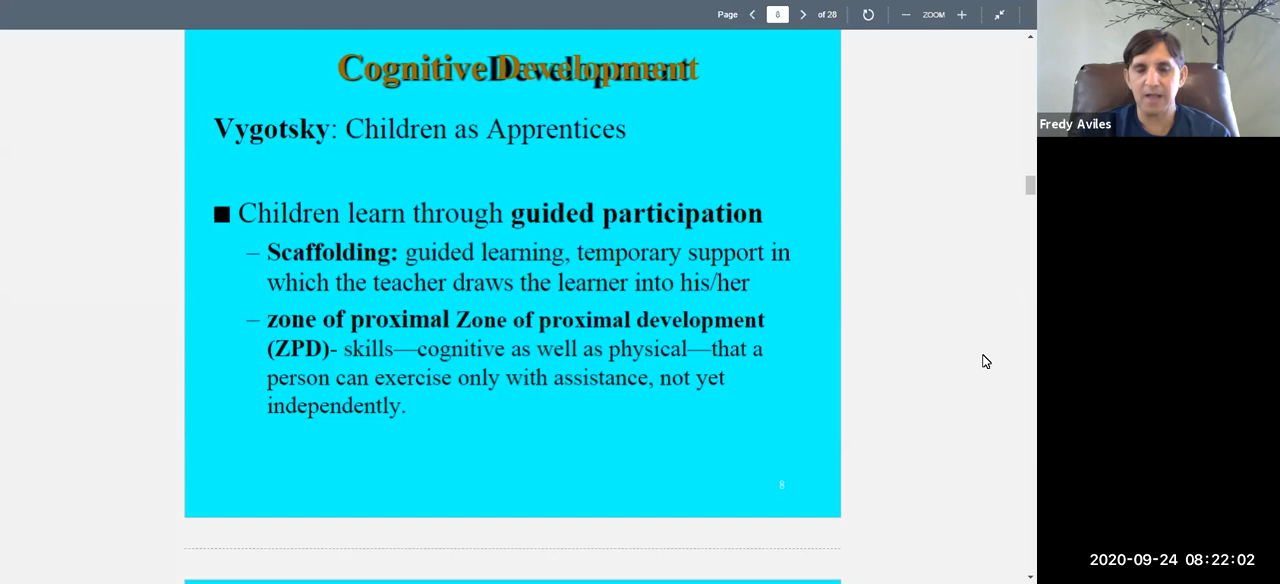 Page 8 of 28 ZOOM
Cognitive Development
Vygotsky: Children as Apprentices
■ Children learn through guided participation
– Scaffolding: guided learning, temporary support in
which the teacher draws the learner into his/her
– zone of proximal Zone of proximal development
(ZPD)- skills—cognitive as well as physical—that a
person can exercise only with assistance, not yet
independently.
8
Fredy Aviles
2020-09-24 08:22:02